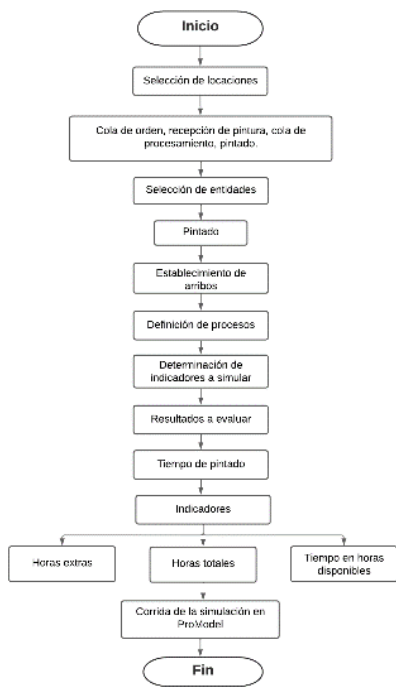 Inicio
Selección de locaciones
Cola de orden, recepción de pintura, cola de
procesamiento, pintado.
Selección de entidades
Pintado
Establecimiento de
arribos
Definición de procesos
Determinación de
indicadores a simular
Resultados a evaluar
Tiempo de pintado
Indicadores
Horas extras
Horas totales
Tiempo en horas
disponibles
Corrida de la simulación en
ProModel
Fin